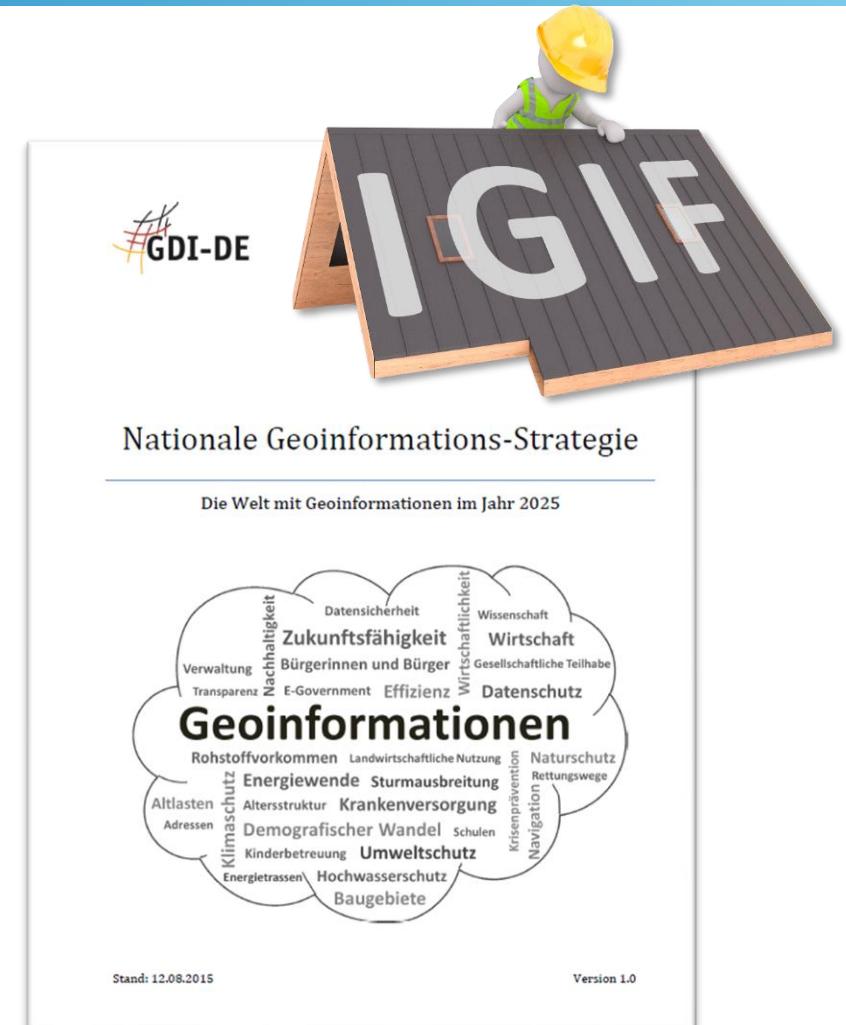 IGIF
GDI-DE
Nationale Geoinformations-Strategie
Die Welt mit Geoinformationen im Jahr 2025
Datensicherheit
Wissenschaft
Nachhaltigkeit
Zukunftsfähigkeit
Wirtschaftlichkeit
Wirtschaft
Verwaltung
Bürgerinnen und Bürger
Gesellschaftliche Teilhabe
Transparenz
E-Government
Effizienz
Datenschutz
Geoinformationen
Rohstoffvorkommen
Landwirtschaftliche Nutzung
Krisenprävention
Naturschutz
Klimaschutz
Energiewende
Sturmausbreitung
Rettungswege
Altlasten
Altersstruktur
Krankenversorgung
Navigation
Adressen
Demografischer Wandel
Schulen
Kinderbetreuung
Umweltschutz
Energietrassen
Hochwasserschutz
Baugebiete
Stand: 12.08.2015
Version 1.0